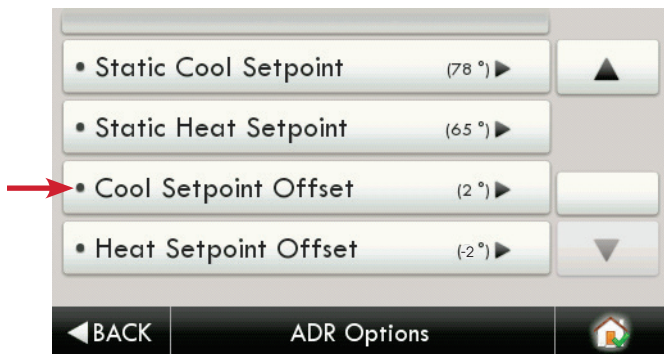 • Static Cool Setpoint (78 °) ▶
• Static Heat Setpoint (65 °) ▶
• Cool Setpoint Offset (2 °) ▶
• Heat Setpoint Offset (-2 °) ▶
◀ BACK ADR Options